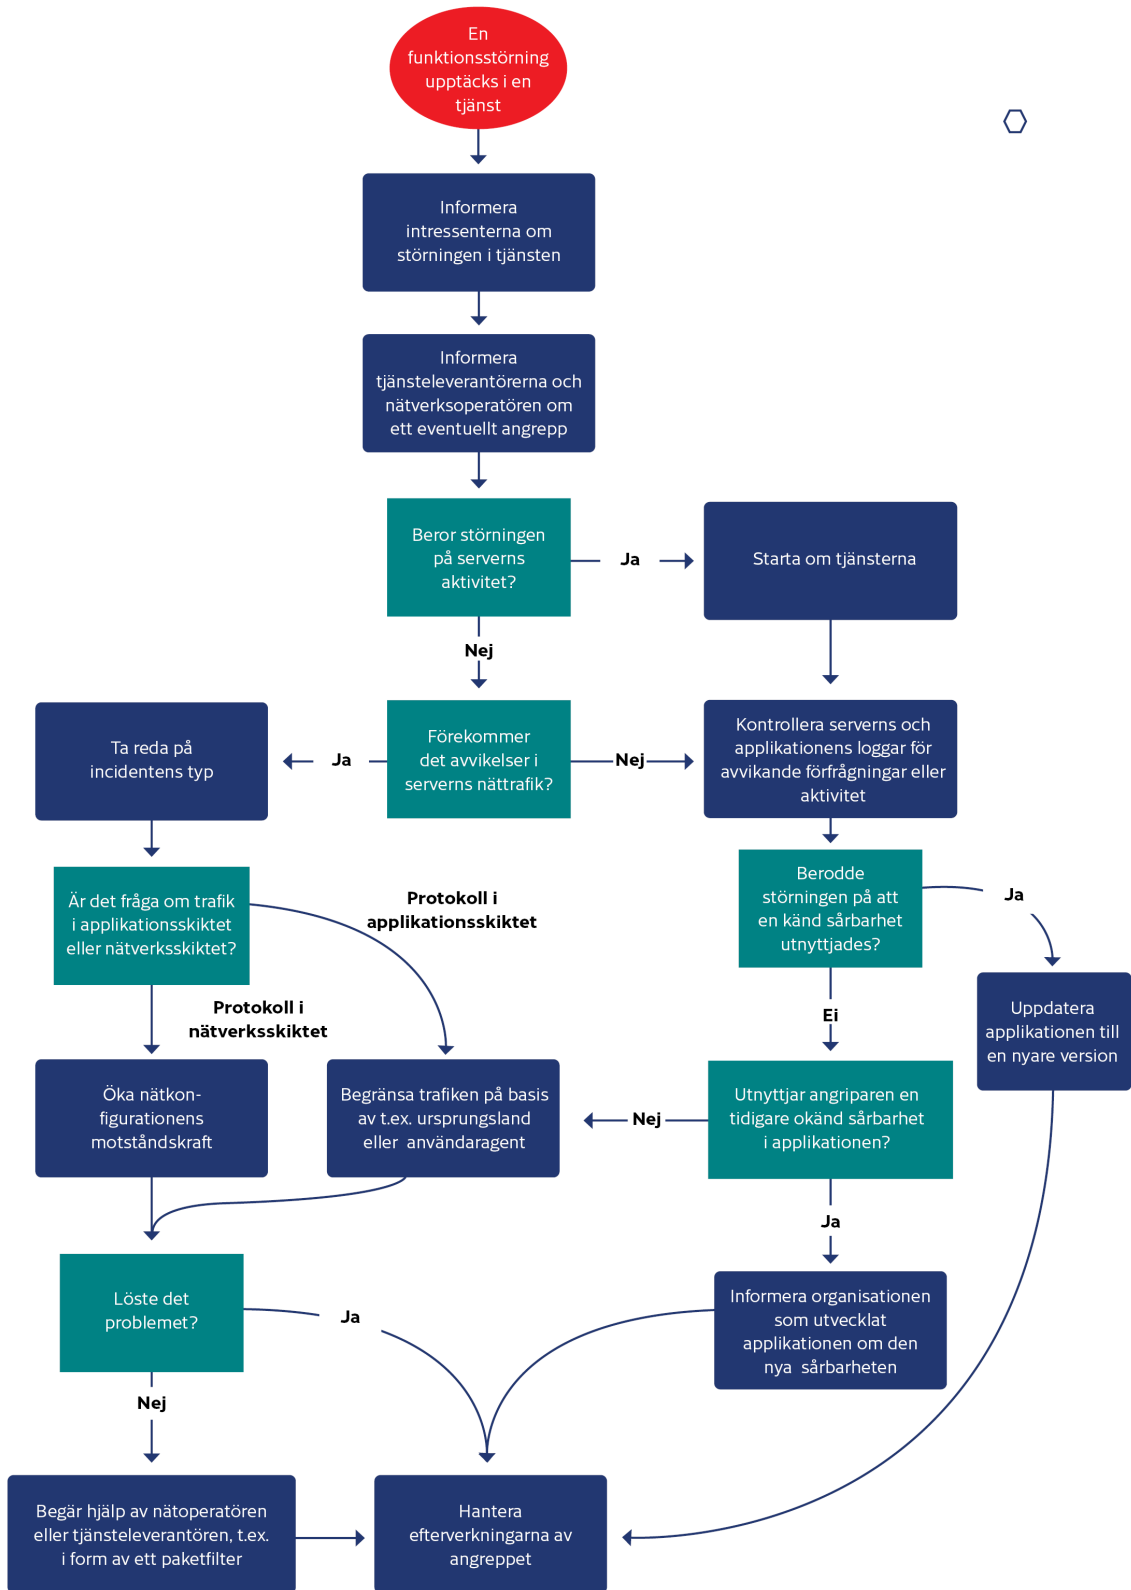 En
funktionsstörning
upptäcks i en
tjänst
Informera
intressenterna om
störningen i tjänsten
Informera
tjänsteleverantörerna och
nätverksoperatören om
ett eventuellt angrepp
Beror störningen
på serverns
aktivitet?
Ja
Starta om tjänsterna
Nej
Ta reda på
incidentens typ
Ja
Förekommer
det avvikelser i
serverns nättrafik?
Nej
Kontrollera serverns och
applikationens loggar för
avvikande förfrågningar eller
aktivitet
Är det fråga om trafik
i applikationsskiktet
eller nätverksskiktet?
Protokoll i
applikationsskiktet
Berodde
störningen på att
en känd sårbarhet
utnyttjades?
Ja
Protokoll i
nätverksskiktet
Ei
Uppdatera
applikationen till
en nyare version
Öka nätkon-
figurationens
motståndskraft
Begränsa trafiken på basis
av t.ex. ursprungsland
eller användaragent
Nej
Utnyttjar angriparen en
tidigare okänd sårbarhet
i applikationen?
Ja
Löste det
problemet?
Ja
Informera organisationen
som utvecklat
applikationen om den
nya sårbarheten
Nej
Begär hjälp av nätoperatören
eller tjänsteleverantören, t.ex.
i form av ett paketfilter
Hantera
efterverkningarna av
angreppet